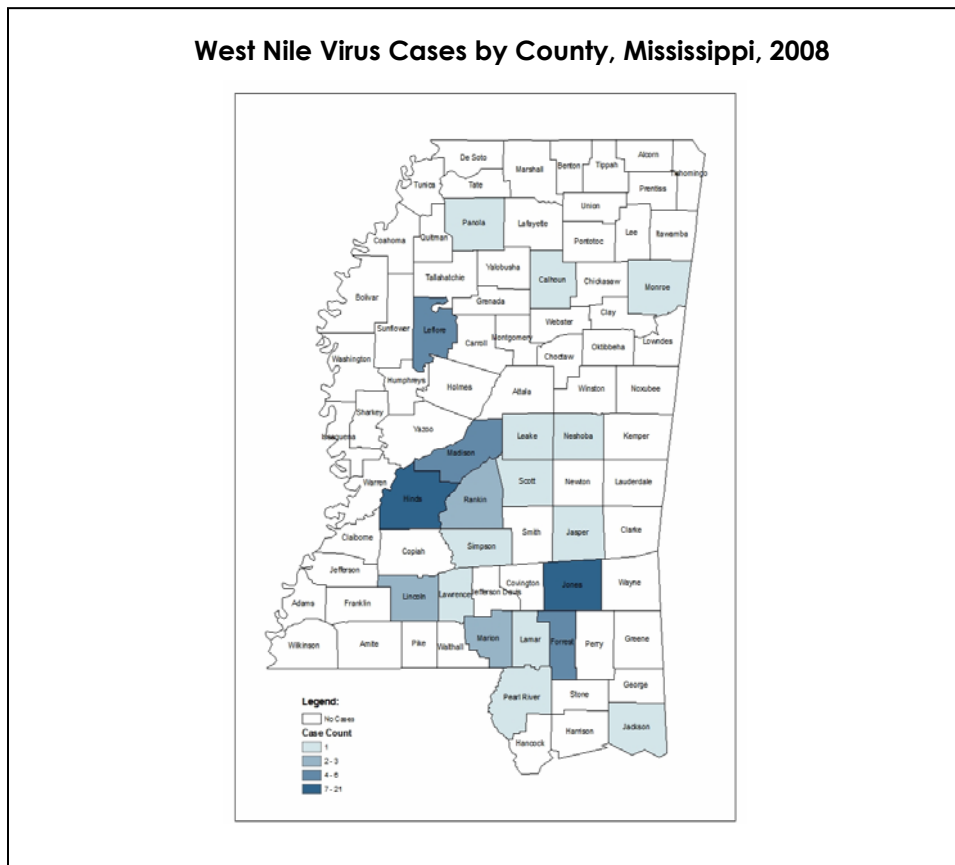 West Nile Virus Cases by County, Mississippi, 2008
De Soto
Marshall
Benton
Tippah
Alcorn
Tishomingo
Tunica
Tate
Prentiss
Union
Panola
Lafayette
Lee
Itawamba
Coahoma
Quitman
Pontotoc
Tallahatchie
Yalobusha
Calhoun
Chickasaw
Monroe
Bolivar
Grenada
Clay
Sunflower
Leflore
Carroll
Montgomery
Webster
Oktibbeha
Lowndes
Washington
Choctaw
Humphreys
Holmes
Attala
Winston
Noxubee
Sharkey
Issaquena
Yazoo
Leake
Neshoba
Kemper
Madison
Warren
Hinds
Rankin
Scott
Newton
Lauderdale
Claiborne
Copiah
Simpson
Smith
Jasper
Clarke
Jefferson
Adams
Franklin
Lincoln
Lawrence
Jefferson Davis
Covington
Jones
Wayne
Wilkinson
Amite
Pike
Walthall
Marion
Lamar
Forrest
Perry
Greene
Pearl River
Stone
George
Hancock
Harrison
Jackson
Legend:
No Cases
Case Count
1
2 - 3
4 - 6
7 - 21